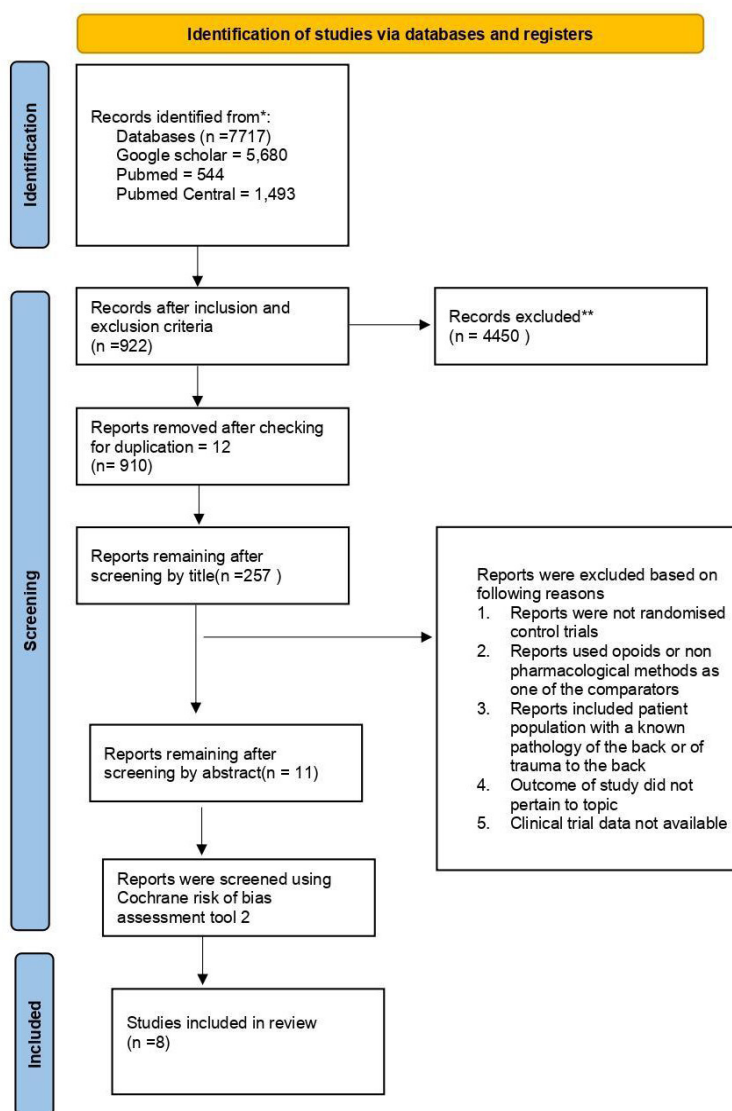 Identification of studies via databases and registers
Identification
Records identified from*:
Databases (n =7717)
Google scholar = 5,680
Pubmed = 544
Pubmed Central = 1,493
Screening
Records after inclusion and
exclusion criteria
(n =922)
Records excluded**
(n = 4450 )
Reports removed after checking
for duplication = 12
(n= 910)
Reports remaining after
screening by title(n =257 )
Reports were excluded based on
following reasons
1. Reports were not randomised
control trials
2. Reports used opoids or non
pharmacological methods as
one of the comparators
3. Reports included patient
population with a known
pathology of the back or of
trauma to the back
4. Outcome of study did not
pertain to topic
5. Clinical trial data not available
Reports remaining after
screening by abstract(n = 11)
Reports were screened using
Cochrane risk of bias
assessment tool 2
Included
Studies included in review
(n =8)